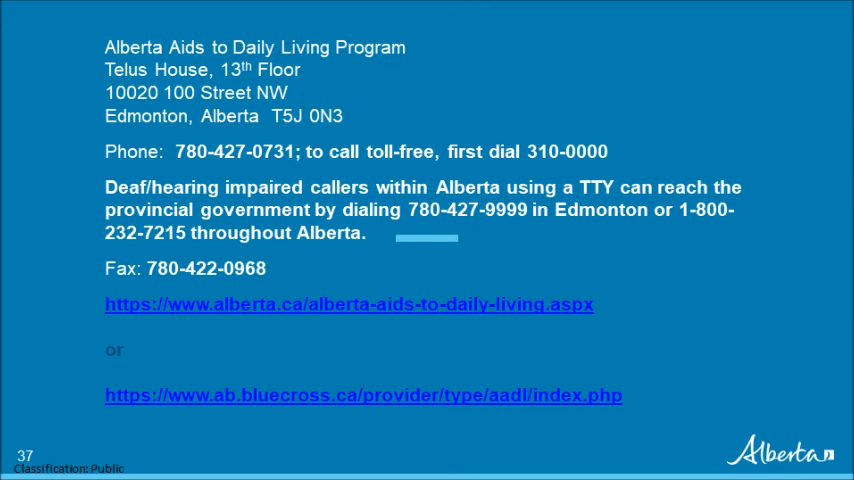 Alberta Aids to Daily Living Program
Telus House, 13th Floor
10020 100 Street NW
Edmonton, Alberta T5J 0N3
Phone: 780-427-0731; to call toll-free, first dial 310-0000
Deaf/hearing impaired callers within Alberta using a TTY can reach the
provincial government by dialing 780-427-9999 in Edmonton or 1-800-
232-7215 throughout Alberta.
Fax: 780-422-0968
https://www.alberta.ca/alberta-aids-to-daily-living.aspx
or
https://www.ab.bluecross.ca/provider/type/aadl/index.php
37
Classification: Public
Alberta